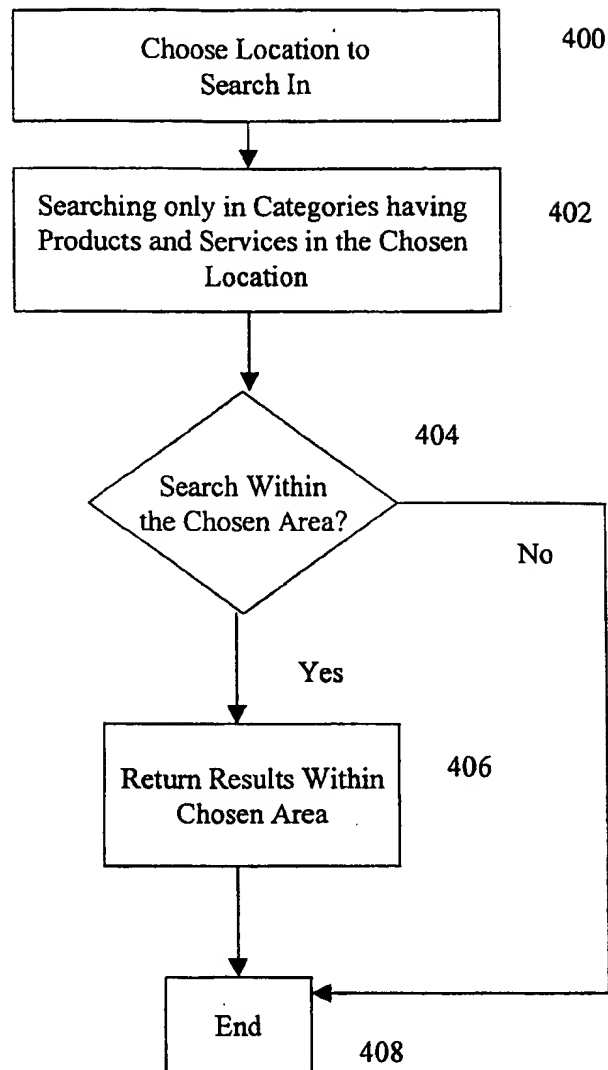 Choose Location to
Search In
400
Searching only in Categories having
Products and Services in the Chosen
Location
402
404
Search Within
the Chosen Area?
No
Yes
Return Results Within
Chosen Area
406
End
408